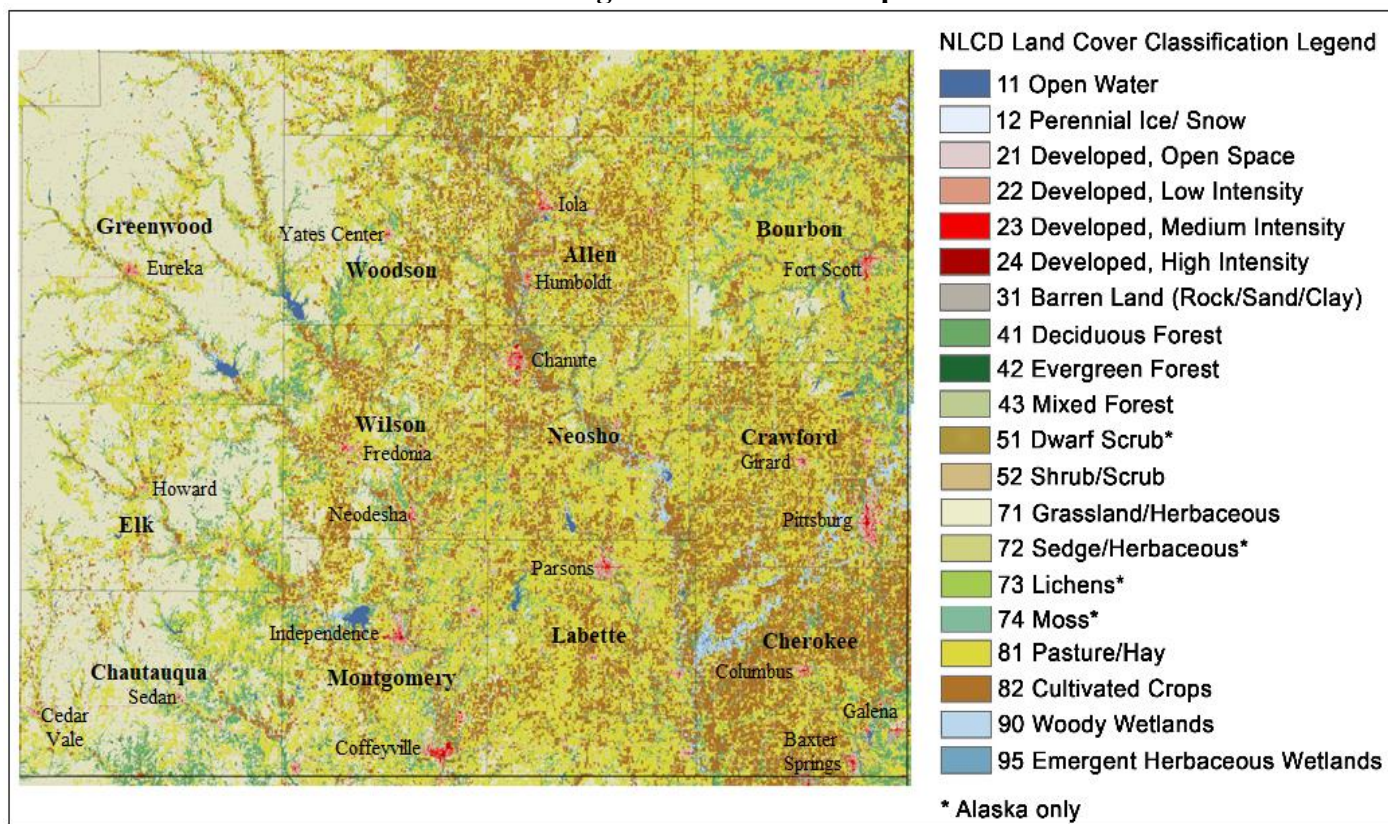 NLCD Land Cover Classification Legend
11 Open Water
12 Perennial Ice/ Snow
21 Developed, Open Space
22 Developed, Low Intensity
23 Developed, Medium Intensity
24 Developed, High Intensity
31 Barren Land (Rock/Sand/Clay)
41 Deciduous Forest
42 Evergreen Forest
43 Mixed Forest
51 Dwarf Scrub*
52 Shrub/Scrub
71 Grassland/Herbaceous
72 Sedge/Herbaceous*
73 Lichens*
74 Moss*
81 Pasture/Hay
82 Cultivated Crops
90 Woody Wetlands
95 Emergent Herbaceous Wetlands
* Alaska only
Greenwood
Eureka
Yates Center
Woodson
Iola
Allen
Humboldt
Bourbon
Fort Scott
Chanute
Wilson
Fredonia
Neosho
Crawford
Girard
Howard
Elk
Neodesha
Pittsburg
Parsons
Independence
Labette
Cherokee
Columbus
Chautauqua
Sedan
Montgomery
Cedar
Vale
Coffeyville
Galena
Baxter
Springs